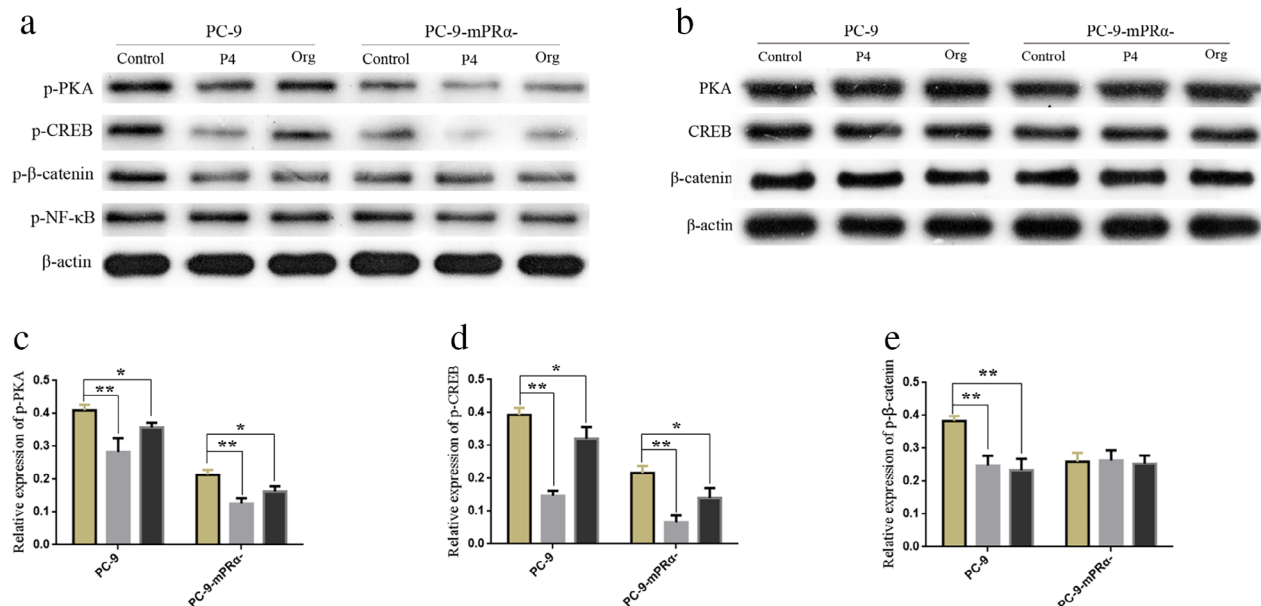 a
PC-9 PC-9-mPRα-
Control P4 Org Control P4 Org
p-PKA
p-CREB
p-β-catenin
p-NF-κB
β-actin
b
PC-9 PC-9-mPRα-
Control P4 Org Control P4 Org
PKA
CREB
β-catenin
β-actin
c
Relative expression of p-PKA
0.5
0.4
0.3
0.2
0.1
0.0
** *
** *
PC-9
PC-9-mPRα-
d
Relative expression of p-CREB
0.5
0.4
0.3
0.2
0.1
0.0
** *
** *
PC-9
PC-9-mPRα-
e
Relative expression of p-β-catenin
0.5
0.4
0.3
0.2
0.1
0.0
** **
PC-9
PC-9-mPRα-